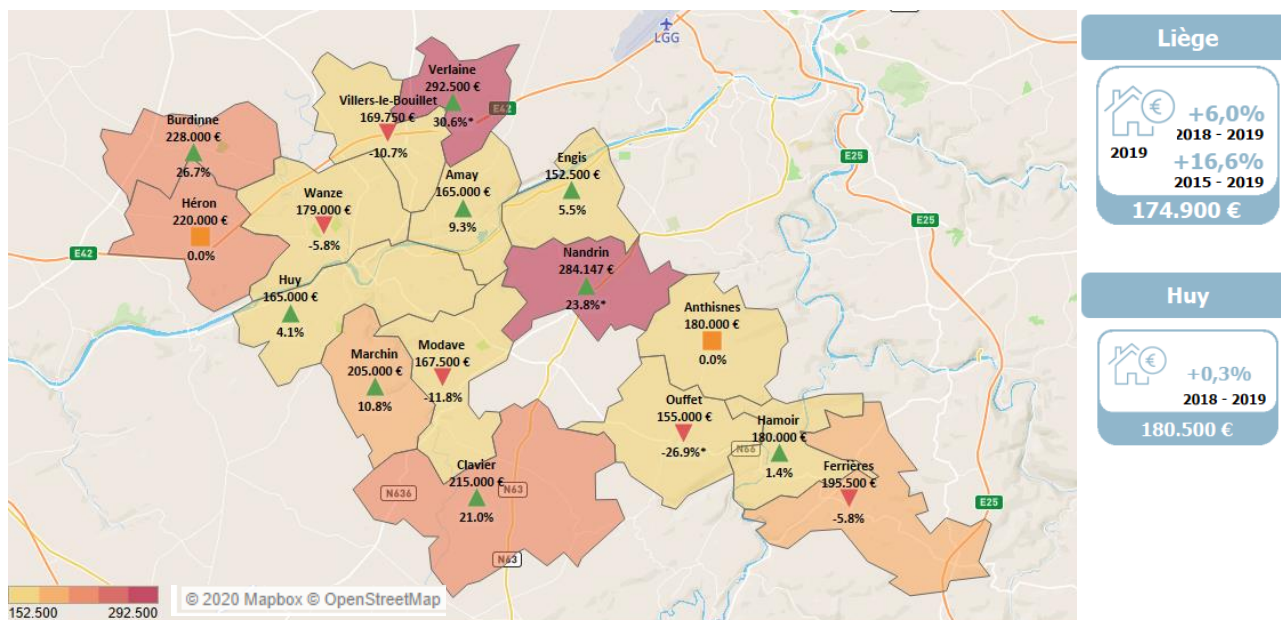 LGG
Verlaine
292.500 €
30.6%*
E42
Villers-le-Bouillet
169.750 €
-10.7%
Burdinne
228.000 €
26.7%
Engis
152.500 €
5.5%
Amay
165.000 €
9.3%
Wanze
179.000 €
-5.8%
Héron
220.000 €
0.0%
E42
E25
Nandrin
284.147 €
23.8%*
Huy
165.000 €
4.1%
Anthisnes
180.000 €
0.0%
Modave
167.500 €
-11.8%
Marchin
205.000 €
10.8%
Ouffet
155.000 €
-26.9%*
Hamoir
180.000 €
1.4%
N66
Ferrières
195.500 €
-5.8%
Clavier
215.000 €
21.0%
N636
N63
E25
N63
152.500
292.500
© 2020 Mapbox © OpenStreetMap
Liège
€
+6,0%
2018 - 2019
2019
+16,6%
2015 - 2019
174.900 €
Huy
€
+0,3%
2018 - 2019
180.500 €